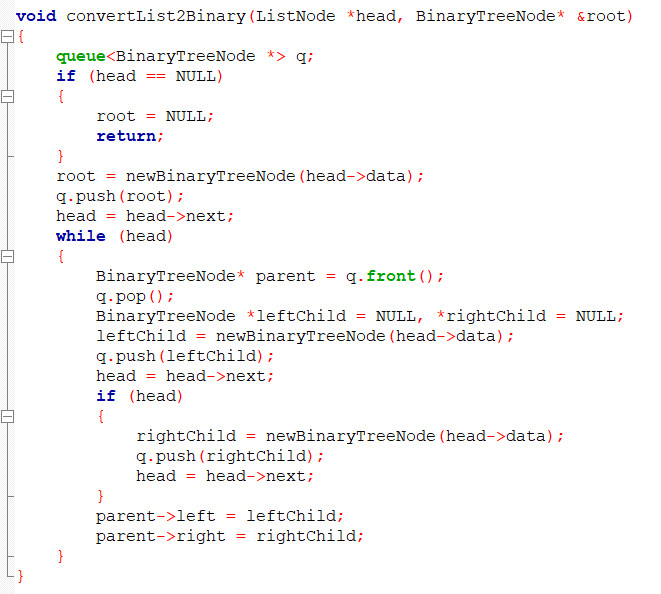 void convertList2Binary(ListNode *head, BinaryTreeNode* &root)
{
    queue<BinaryTreeNode *> q;
    if (head == NULL)
    {
        root = NULL;
        return;
    }
    root = newBinaryTreeNode(head->data);
    q.push(root);
    head = head->next;
    while (head)
    {
        BinaryTreeNode* parent = q.front();
        q.pop();
        BinaryTreeNode *leftChild = NULL, *rightChild = NULL;
        leftChild = newBinaryTreeNode(head->data);
        q.push(leftChild);
        head = head->next;
        if (head)
        {
            rightChild = newBinaryTreeNode(head->data);
            q.push(rightChild);
            head = head->next;
        }
        parent->left = leftChild;
        parent->right = rightChild;
    }
}